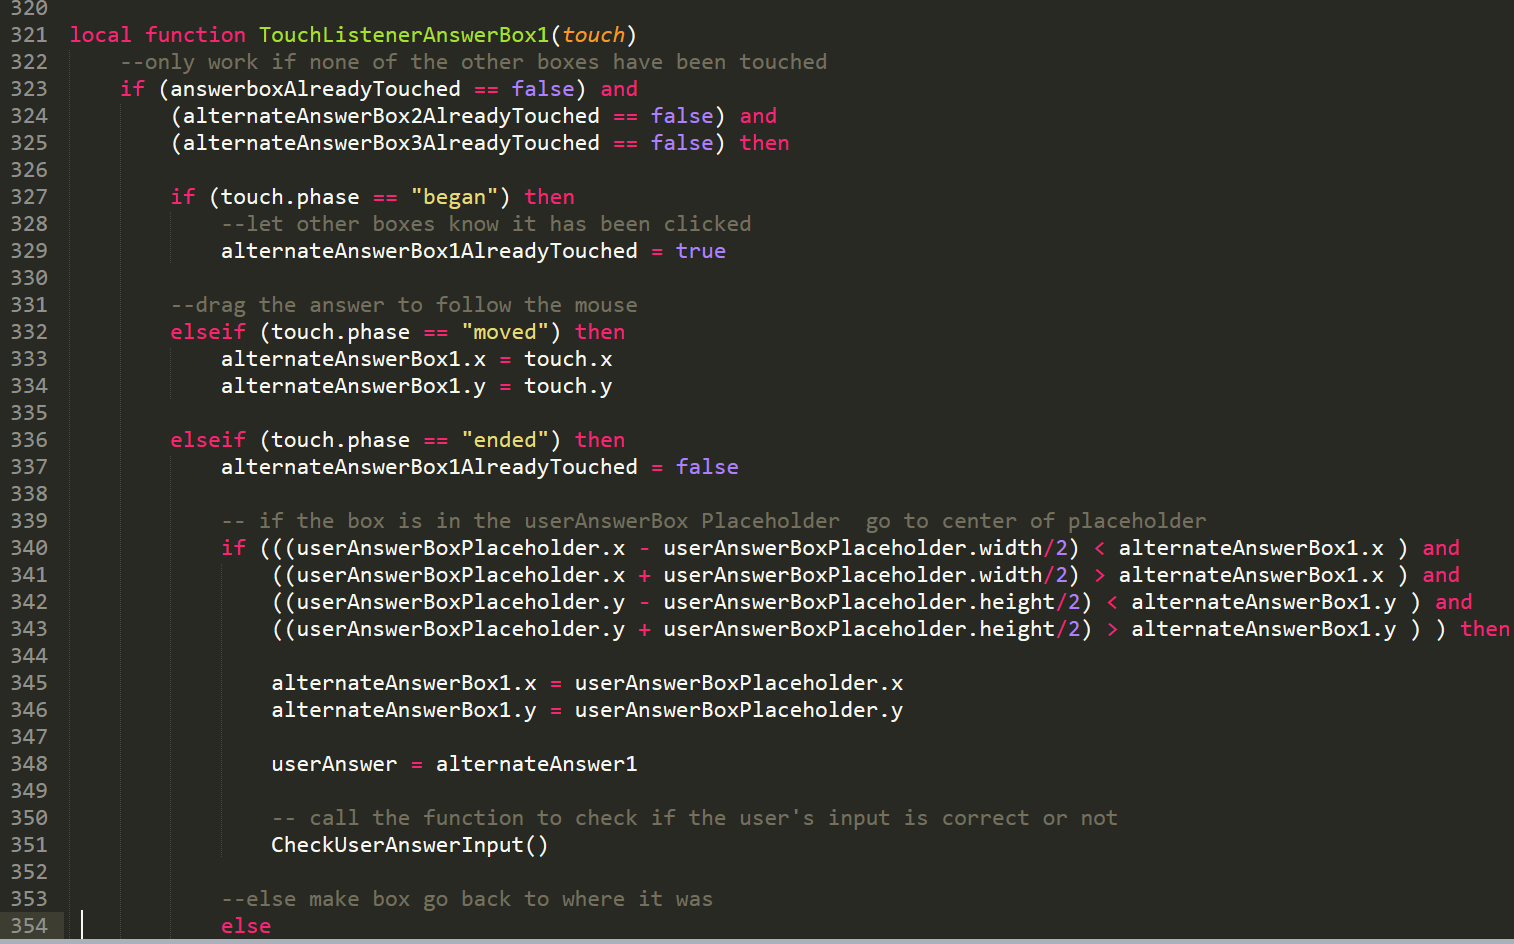 320
321 local function TouchListenerAnswerBox1(touch)
322 --only work if none of the other boxes have been touched
323 if (answerboxAlreadyTouched == false) and
324 (alternateAnswerBox2AlreadyTouched == false) and
325 (alternateAnswerBox3AlreadyTouched == false) then
326
327 if (touch.phase == "began") then
328 --let other boxes know it has been clicked
329 alternateAnswerBox1AlreadyTouched = true
330
331 --drag the answer to follow the mouse
332 elseif (touch.phase == "moved") then
333 alternateAnswerBox1.x = touch.x
334 alternateAnswerBox1.y = touch.y
335
336 elseif (touch.phase == "ended") then
337 alternateAnswerBox1AlreadyTouched = false
338
339 -- if the box is in the userAnswerBox Placeholder  go to center of placeholder
340 if (((userAnswerBoxPlaceholder.x - userAnswerBoxPlaceholder.width/2) < alternateAnswerBox1.x ) and
341 ((userAnswerBoxPlaceholder.x + userAnswerBoxPlaceholder.width/2) > alternateAnswerBox1.x ) and
342 ((userAnswerBoxPlaceholder.y - userAnswerBoxPlaceholder.height/2) < alternateAnswerBox1.y ) and
343 ((userAnswerBoxPlaceholder.y + userAnswerBoxPlaceholder.height/2) > alternateAnswerBox1.y ) ) then
344
345 alternateAnswerBox1.x = userAnswerBoxPlaceholder.x
346 alternateAnswerBox1.y = userAnswerBoxPlaceholder.y
347
348 userAnswer = alternateAnswer1
349
350 -- call the function to check if the user's input is correct or not
351 CheckUserAnswerInput()
352
353 --else make box go back to where it was
354 else